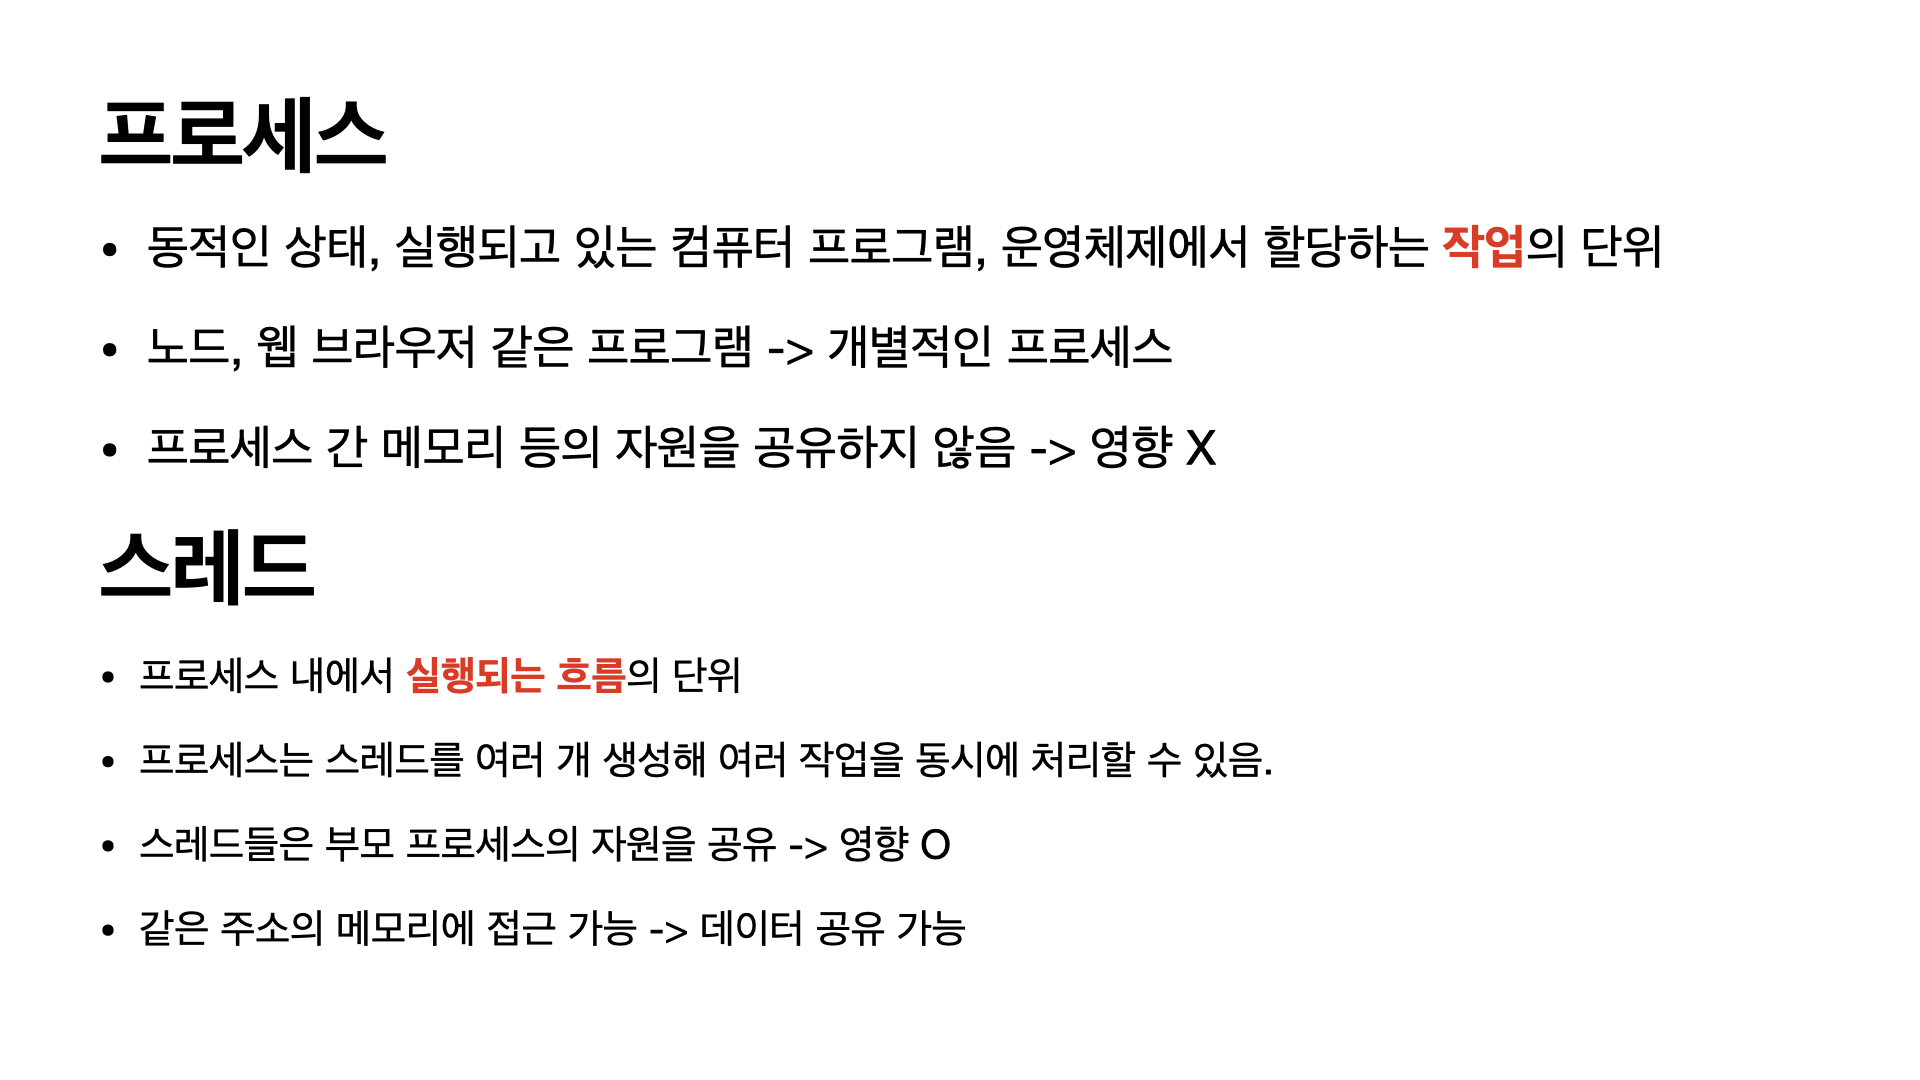 프로세스
• 동적인 상태, 실행되고 있는 컴퓨터 프로그램, 운영체제에서 할당하는 작업의 단위
• 노드, 웹 브라우저 같은 프로그램 -> 개별적인 프로세스
• 프로세스 간 메모리 등의 자원을 공유하지 않음 -> 영향 X
스레드
• 프로세스 내에서 실행되는 흐름의 단위
• 프로세스는 스레드를 여러 개 생성해 여러 작업을 동시에 처리할 수 있음.
• 스레드들은 부모 프로세스의 자원을 공유 -> 영향 O
• 같은 주소의 메모리에 접근 가능 -> 데이터 공유 가능